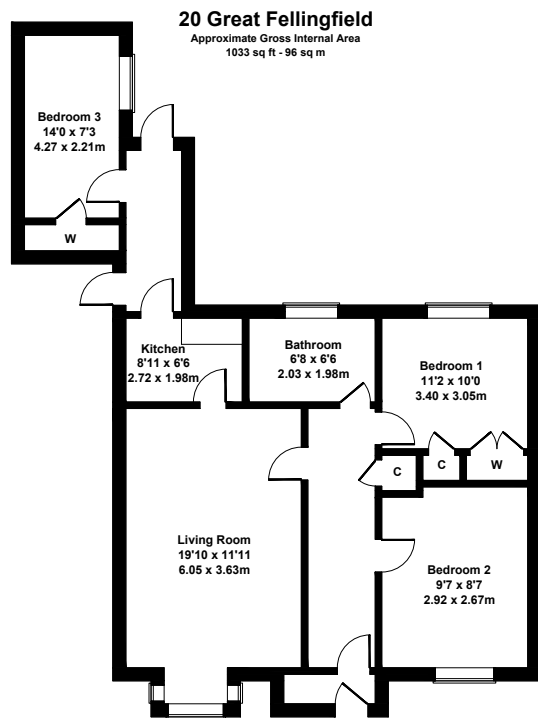 20 Great Fellingfield
Approximate Gross Internal Area
1033 sq ft - 96 sq m
Bedroom 3
14'0 x 7'3
4.27 x 2.21m
W
Kitchen
8'11 x 6'6
2.72 x 1.98m
Bathroom
6'8 x 6'6
2.03 x 1.98m
Bedroom 1
11'2 x 10'0
3.40 x 3.05m
C
C
W
Living Room
19'10 x 11'11
6.05 x 3.63m
Bedroom 2
9'7 x 8'7
2.92 x 2.67m